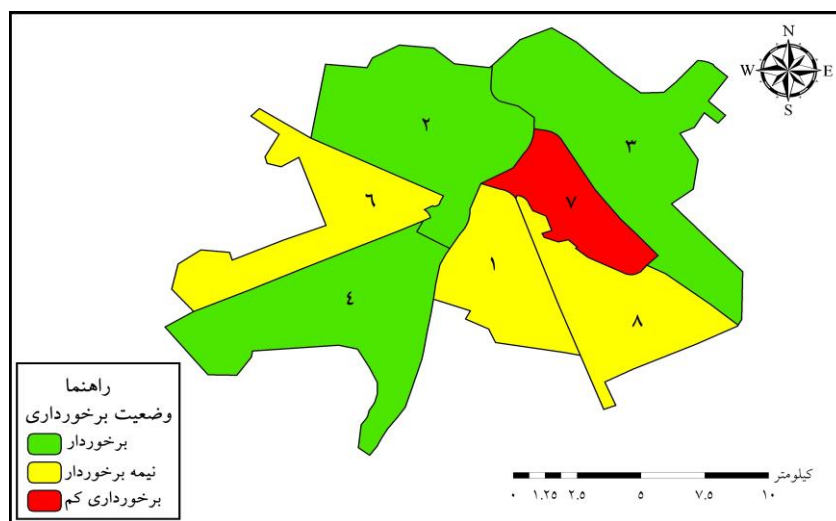 N
W E
S
۲
۳
۶
۷
۱
۴
۸
راهنما
وضعیت برخورداری
برخوردار
نیمه برخوردار
برخورداری کم
کیلومتر
۰ ۱.۲۵ ۲.۵ ۵ ۷.۵ ۱۰